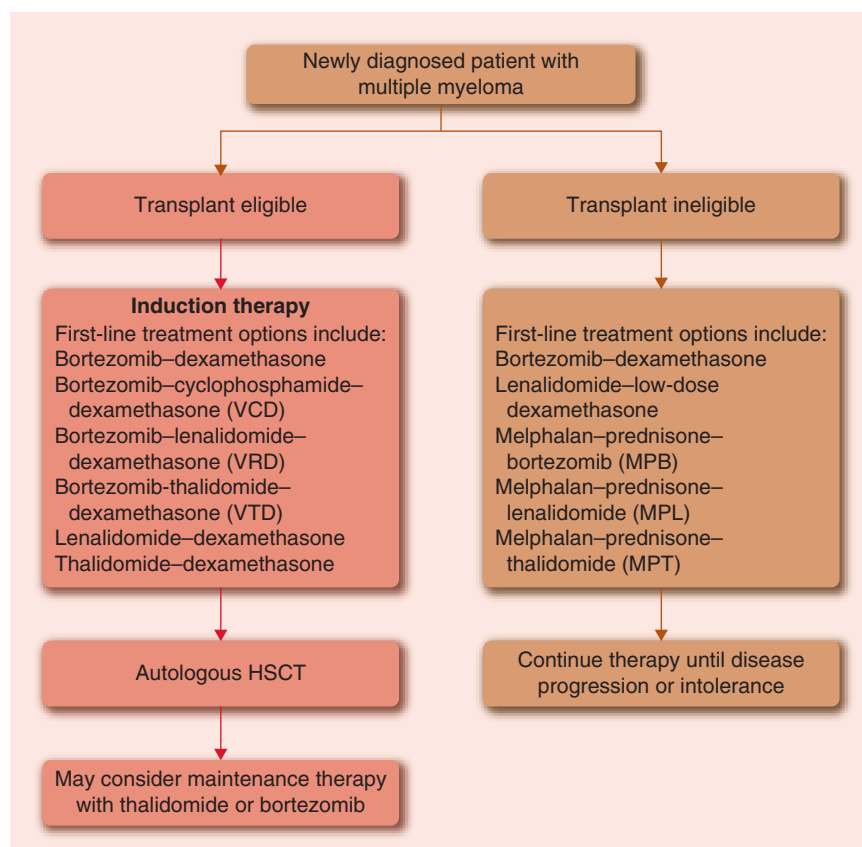 Newly diagnosed patient with
multiple myeloma
Transplant eligible
Transplant ineligible
Induction therapy
First-line treatment options include:
Bortezomib–dexamethasone
Bortezomib–cyclophosphamide–
dexamethasone (VCD)
Bortezomib–lenalidomide–
dexamethasone (VRD)
Bortezomib-thalidomide–
dexamethasone (VTD)
Lenalidomide–dexamethasone
Thalidomide–dexamethasone
First-line treatment options include:
Bortezomib–dexamethasone
Lenalidomide–low-dose
dexamethasone
Melphalan–prednisone–
bortezomib (MPB)
Melphalan–prednisone–
lenalidomide (MPL)
Melphalan–prednisone–
thalidomide (MPT)
Autologous HSCT
Continue therapy until disease
progression or intolerance
May consider maintenance therapy
with thalidomide or bortezomib